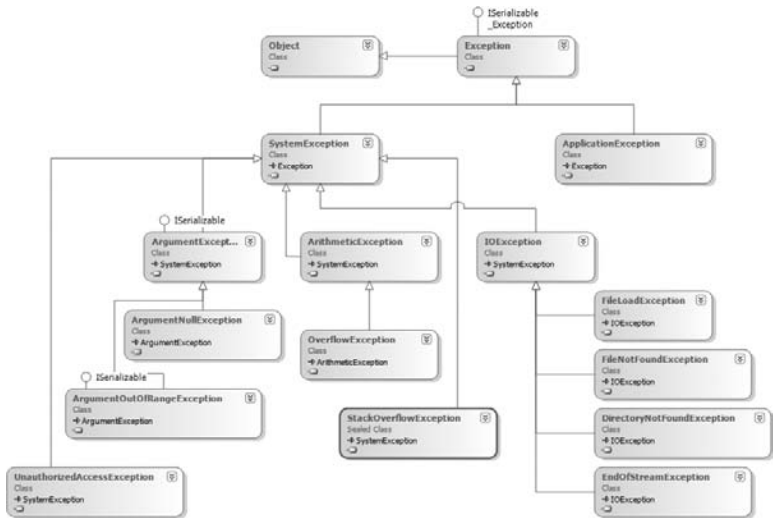 ISerializable
_Exception
Object
Class
Exception
Class
SystemException
Class
Exception
ApplicationException
Class
Exception
ISerializable
ArgumentExcept...
Class
SystemException
ArithmeticException
Class
SystemException
IOException
Class
SystemException
ArgumentNullException
Class
ArgumentException
OverflowException
Class
ArithmeticException
FileLoadException
Class
IOException
FileNotFoundException
Class
IOException
ISerializable
ArgumentOutOfRangeException
Class
ArgumentException
StackOverflowException
Sealed Class
SystemException
DirectoryNotFoundException
Class
IOException
UnauthorizedAccessException
Class
SystemException
EndOfStreamException
Class
IOException